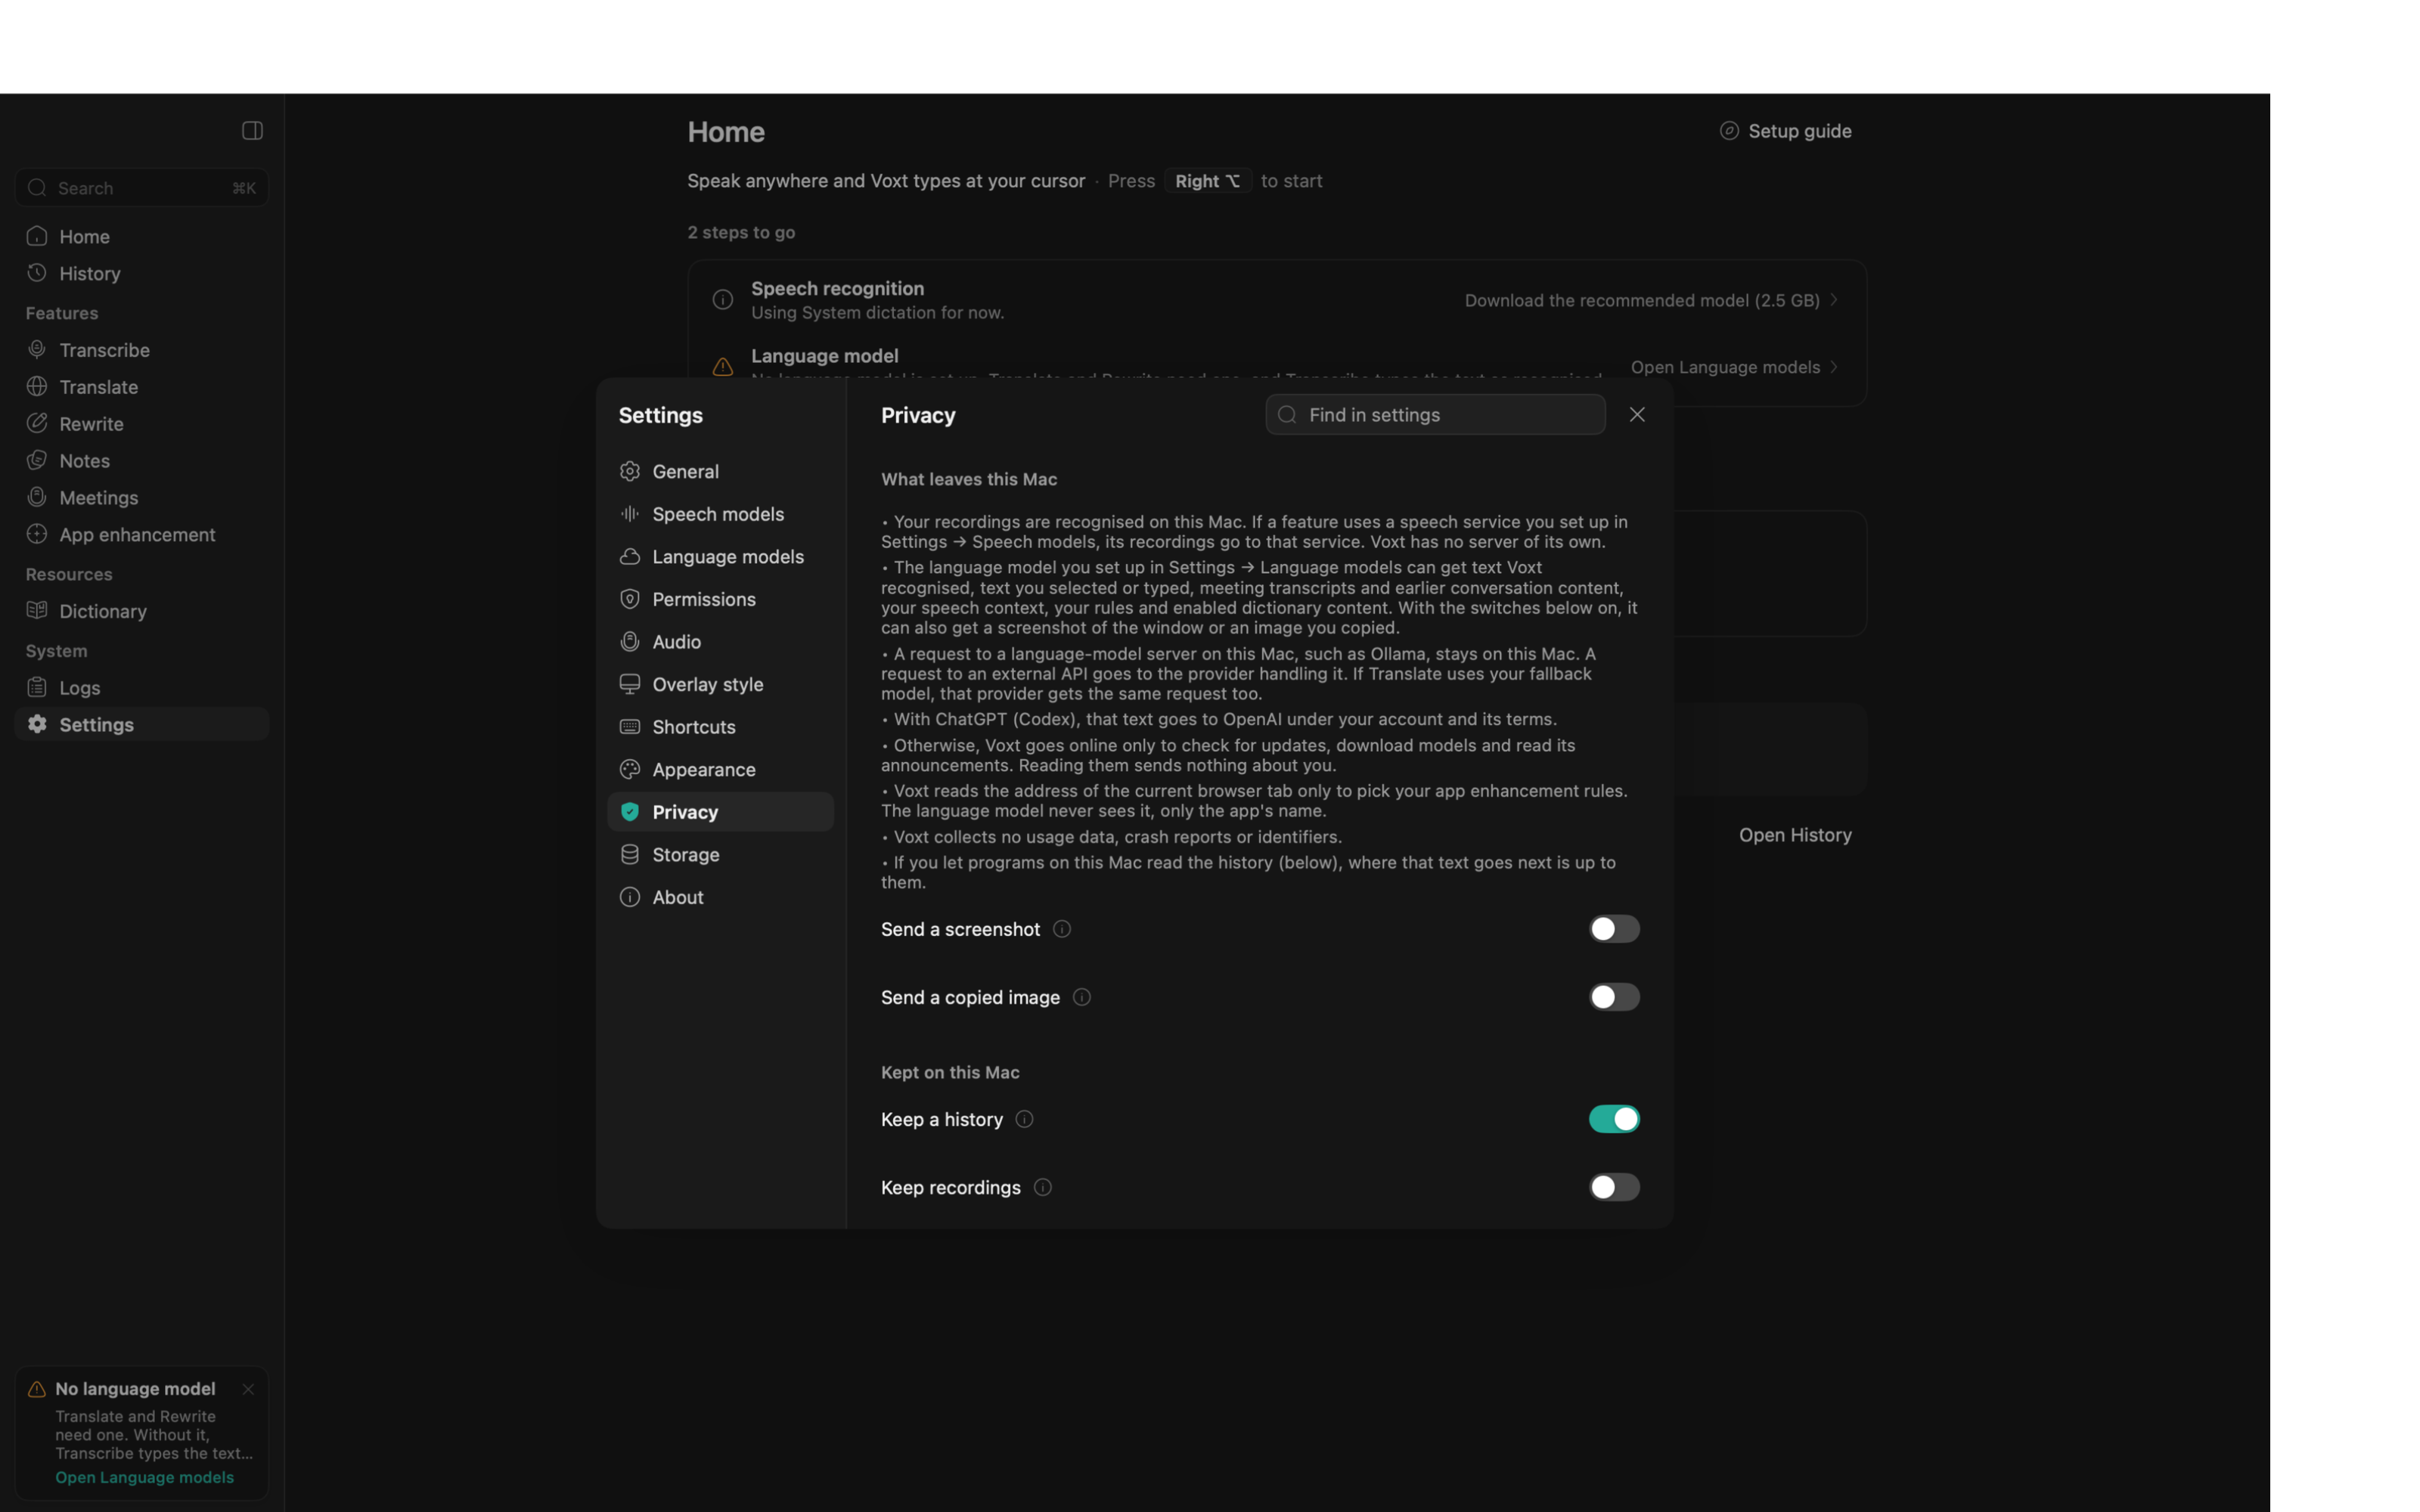 Search ⌘K
Home
History
Features
Transcribe
Translate
Rewrite
Notes
Meetings
App enhancement
Resources
Dictionary
System
Logs
Settings
No language model
Translate and Rewrite
need one. Without it,
Transcribe types the text...
Open Language models
Home
Setup guide
Speak anywhere and Voxt types at your cursor · Press Right ⌥ to start
2 steps to go
Speech recognition
Using System dictation for now.
Download the recommended model (2.5 GB)
Language model
Open Language models
Open History
Settings
General
Speech models
Language models
Permissions
Audio
Overlay style
Shortcuts
Appearance
Privacy
Storage
About
Privacy
Find in settings
What leaves this Mac
• Your recordings are recognised on this Mac. If a feature uses a speech service you set up in
Settings → Speech models, its recordings go to that service. Voxt has no server of its own.
• The language model you set up in Settings → Language models can get text Voxt
recognised, text you selected or typed, meeting transcripts and earlier conversation content,
your speech context, your rules and enabled dictionary content. With the switches below on, it
can also get a screenshot of the window or an image you copied.
• A request to a language-model server on this Mac, such as Ollama, stays on this Mac. A
request to an external API goes to the provider handling it. If Translate uses your fallback
model, that provider gets the same request too.
• With ChatGPT (Codex), that text goes to OpenAI under your account and its terms.
• Otherwise, Voxt goes online only to check for updates, download models and read its
announcements. Reading them sends nothing about you.
• Voxt reads the address of the current browser tab only to pick your app enhancement rules.
The language model never sees it, only the app's name.
• Voxt collects no usage data, crash reports or identifiers.
• If you let programs on this Mac read the history (below), where that text goes next is up to
them.
Send a screenshot
Send a copied image
Kept on this Mac
Keep a history
Keep recordings